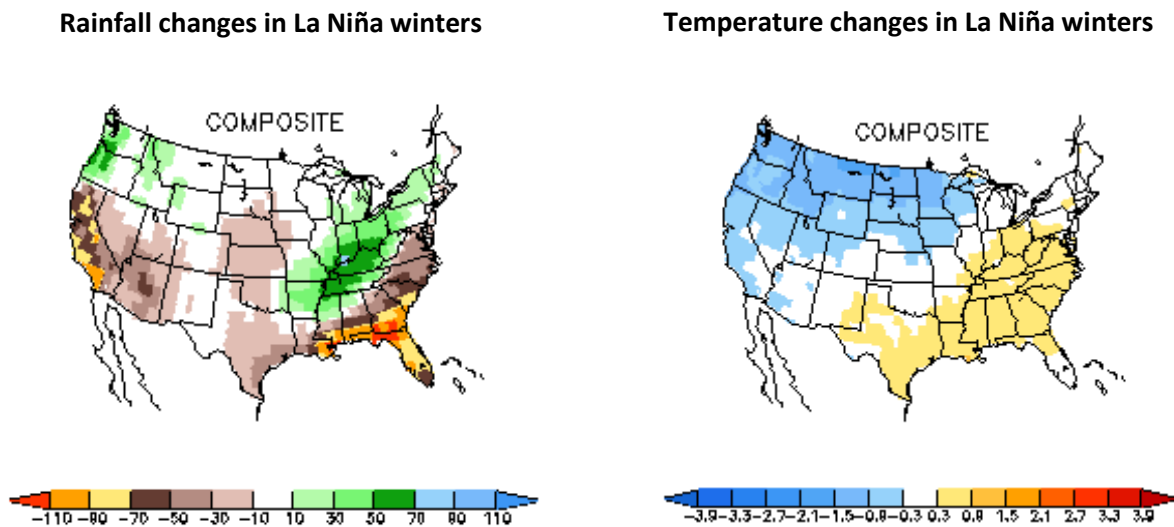 Rainfall changes in La Niña winters
Temperature changes in La Niña winters
COMPOSITE
COMPOSITE
-110 -90 -70 -50 -30 -10 10 30 50 70 90 110
-3.9 -3.3 -2.7 -2.1 -1.5 -0.9 -0.3 0.3 0.9 1.5 2.1 2.7 3.3 3.9